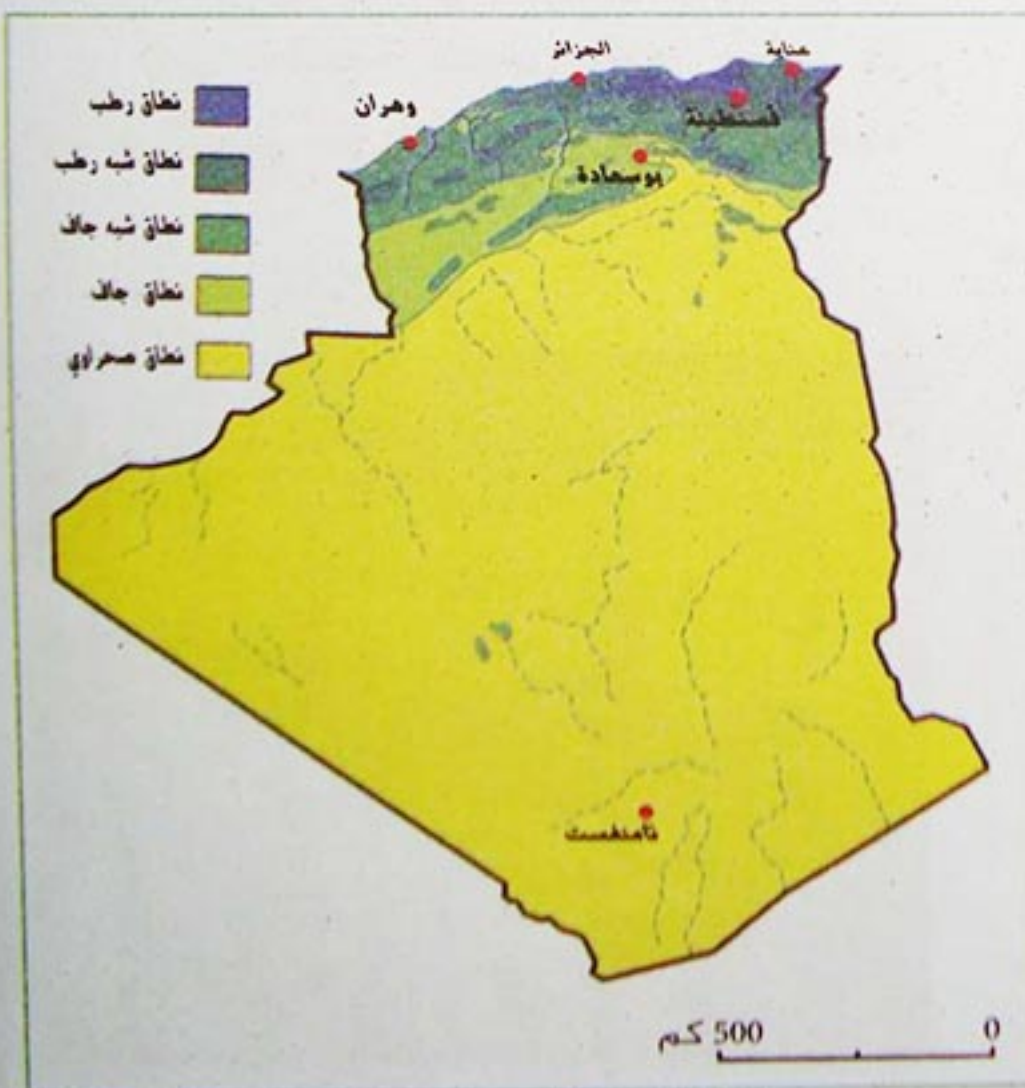 نطاق رطب
نطاق شبه رطب
نطاق شبه جاف
نطاق جاف
نطاق صحراوي
عنابة
الجزائر
قسنطينة
وهران
بوسعادة
تامنغست
0
500 كم